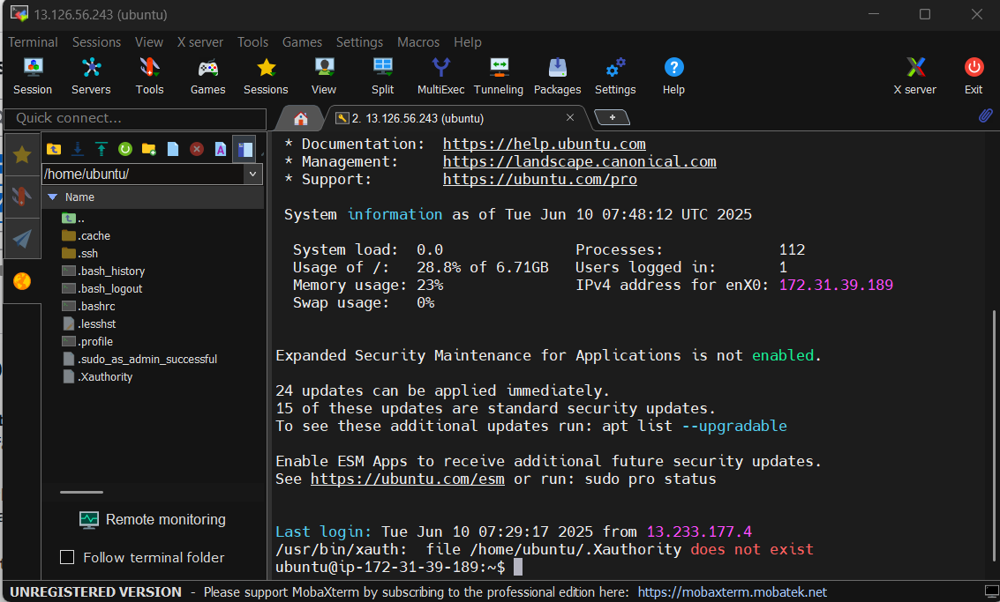 13.126.56.243 (ubuntu)
Terminal Sessions View X server Tools Games Settings Macros Help
Session Servers Tools Games Sessions View Split MultiExec Tunneling Packages Settings Help X server Exit
Quick connect...
2. 13.126.56.243 (ubuntu)
/home/ubuntu/
Name
..
.cache
.ssh
.bash_history
.bash_logout
.bashrc
.lesshst
.profile
.sudo_as_admin_successful
.Xauthority
Remote monitoring
Follow terminal folder
* Documentation: https://help.ubuntu.com
* Management: https://landscape.canonical.com
* Support: https://ubuntu.com/pro
System information as of Tue Jun 10 07:48:12 UTC 2025
System load: 0.0 Processes: 112
Usage of /: 28.8% of 6.71GB Users logged in: 1
Memory usage: 23% IPv4 address for enX0: 172.31.39.189
Swap usage: 0%
Expanded Security Maintenance for Applications is not enabled.
24 updates can be applied immediately.
15 of these updates are standard security updates.
To see these additional updates run: apt list --upgradable
Enable ESM Apps to receive additional future security updates.
See https://ubuntu.com/esm or run: sudo pro status
Last login: Tue Jun 10 07:29:17 2025 from 13.233.177.4
/usr/bin/xauth: file /home/ubuntu/.Xauthority does not exist
ubuntu@ip-172-31-39-189:~$
UNREGISTERED VERSION - Please support MobaXterm by subscribing to the professional edition here: https://mobaxterm.mobatek.net